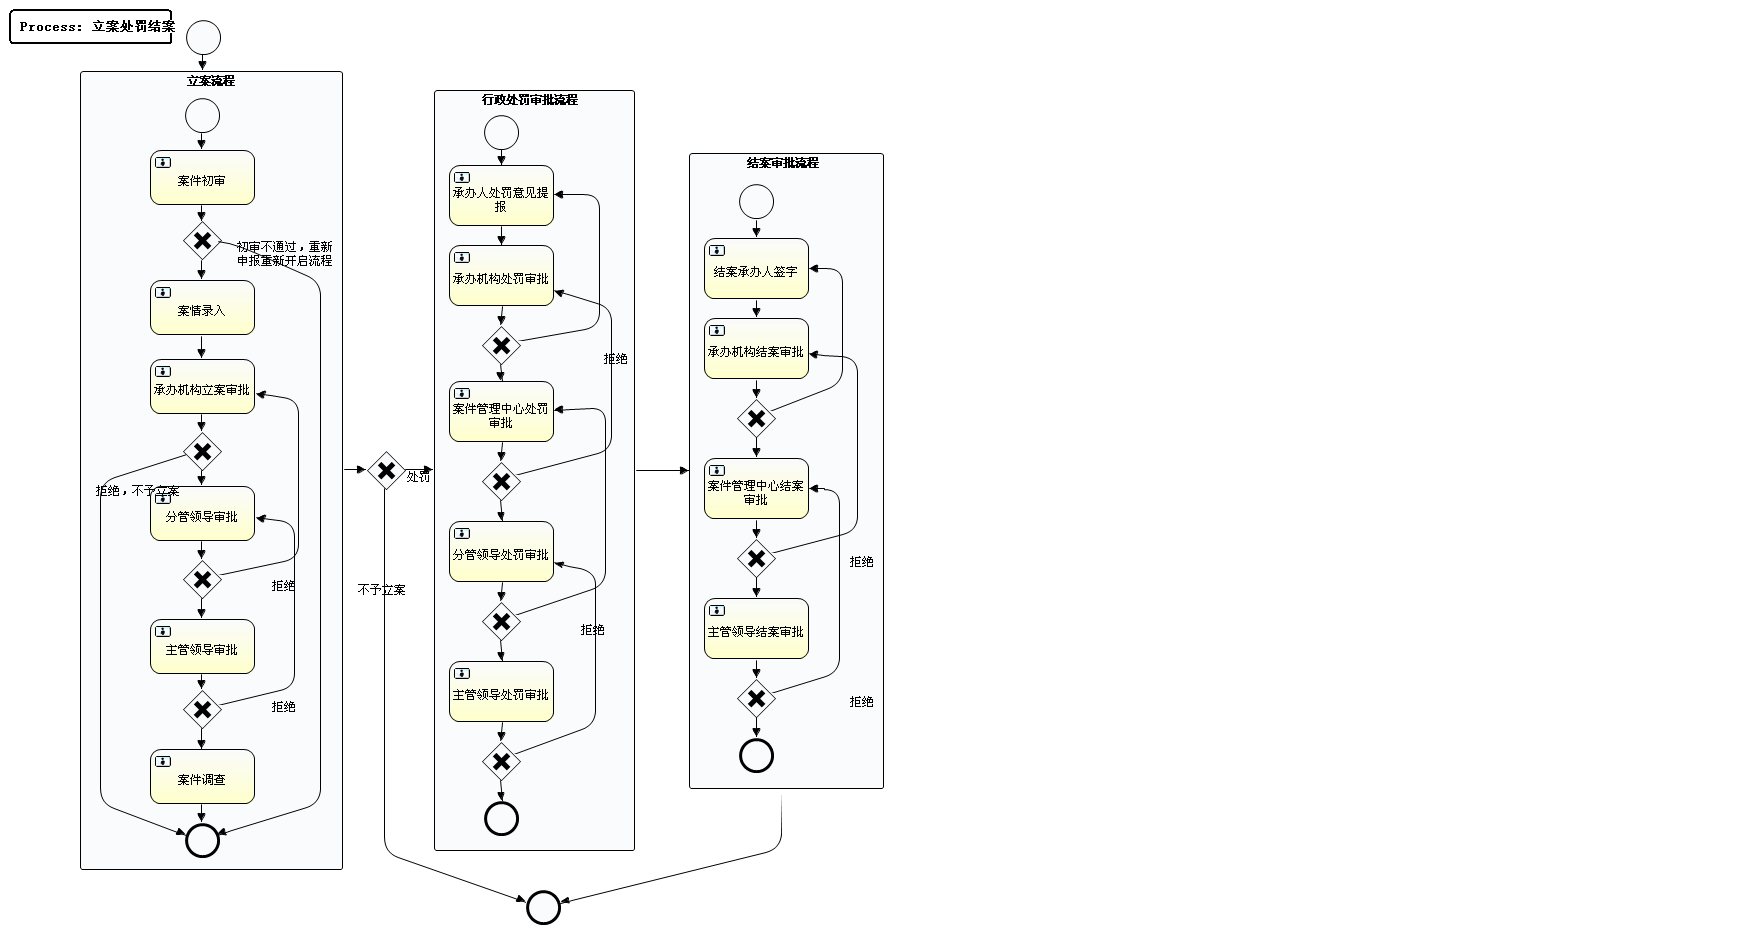 Process: 立案处罚结案
立案流程
案件初审
初审不通过，重新
申报重新开启流程
案情录入
承办机构立案审批
拒绝，不予立案
分管领导审批
拒绝
主管领导审批
拒绝
案件调查
处罚
不予立案
行政处罚审批流程
承办人处罚意见提
报
承办机构处罚审批
拒绝
案件管理中心处罚
审批
分管领导处罚审批
拒绝
主管领导处罚审批
结案审批流程
结案承办人签字
承办机构结案审批
案件管理中心结案
审批
拒绝
主管领导结案审批
拒绝